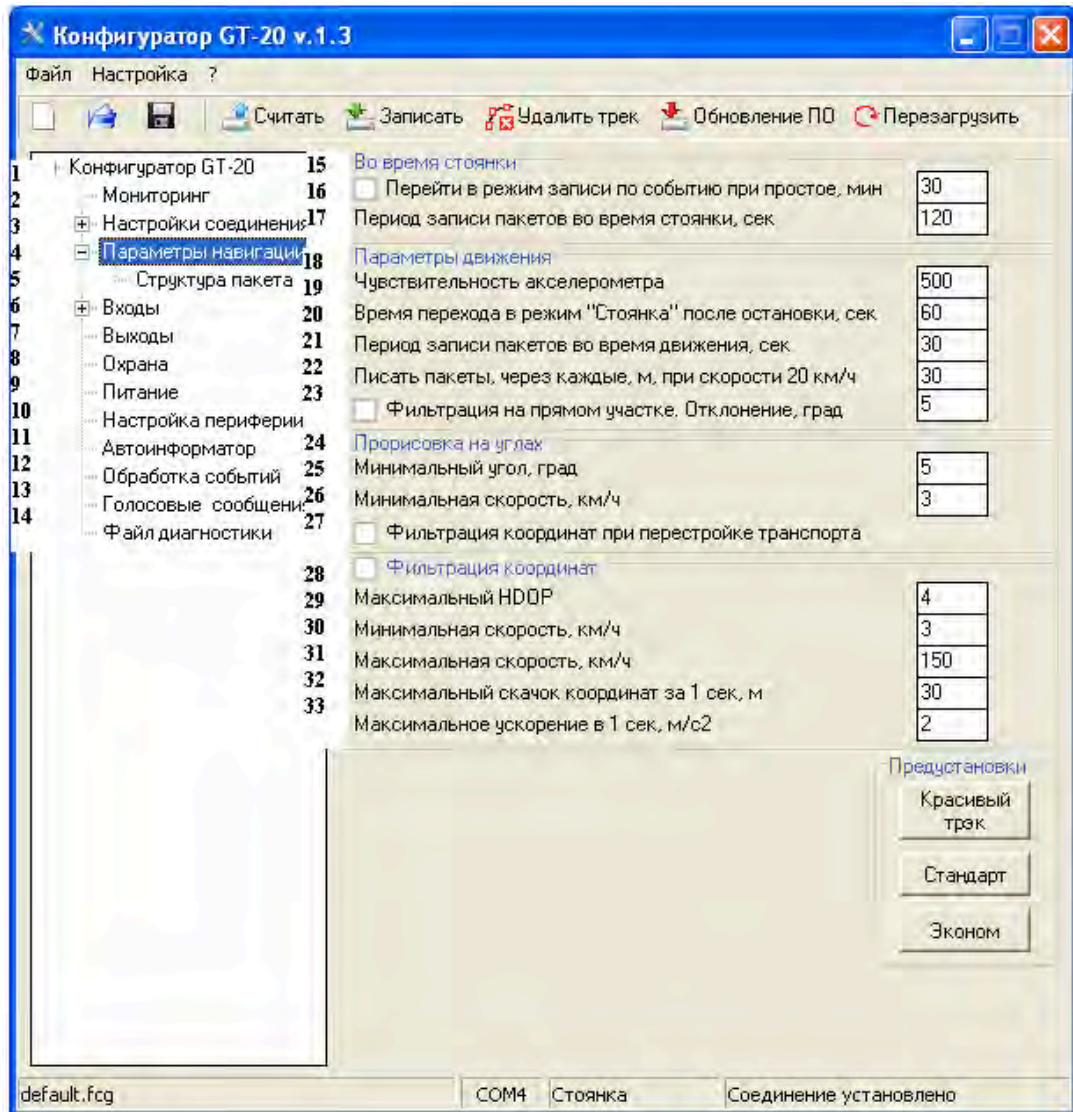 Конфигуратор GT-20 v.1.3
Файл Настройка ?
Считать Записать Удалить трек Обновление ПО Перезагрузить
1 Конфигуратор GT-20
2 Мониторинг
3 Настройки соединения
4 Параметры навигации
5 Структура пакета
6 Входы
7 Выходы
8 Охрана
9 Питание
10 Настройка периферии
11 Автоинформатор
12 Обработка событий
13 Голосовые сообщени
14 Файл диагностики
15 Во время стоянки
16 Перейти в режим записи по событию при простое, мин 30
17 Период записи пакетов во время стоянки, сек 120
18 Параметры движения
19 Чувствительность акселерометра 500
20 Время перехода в режим "Стоянка" после остановки, сек 60
21 Период записи пакетов во время движения, сек 30
22 Писать пакеты, через каждые, м, при скорости 20 км/ч 30
23 Фильтрация на прямом участке. Отклонение, град 5
24 Прорисовка на углах
25 Минимальный угол, град 5
26 Минимальная скорость, км/ч 3
27 Фильтрация координат при перестройке транспорта
28 Фильтрация координат
29 Максимальный HDOP 4
30 Минимальная скорость, км/ч 3
31 Максимальная скорость, км/ч 150
32 Максимальный скачок координат за 1 сек, м 30
33 Максимальное ускорение в 1 сек, м/с2 2
Предустановки
Красивый
трэк
Стандарт
Эконом
default.fcg COM4 Стоянка Соединение установлено